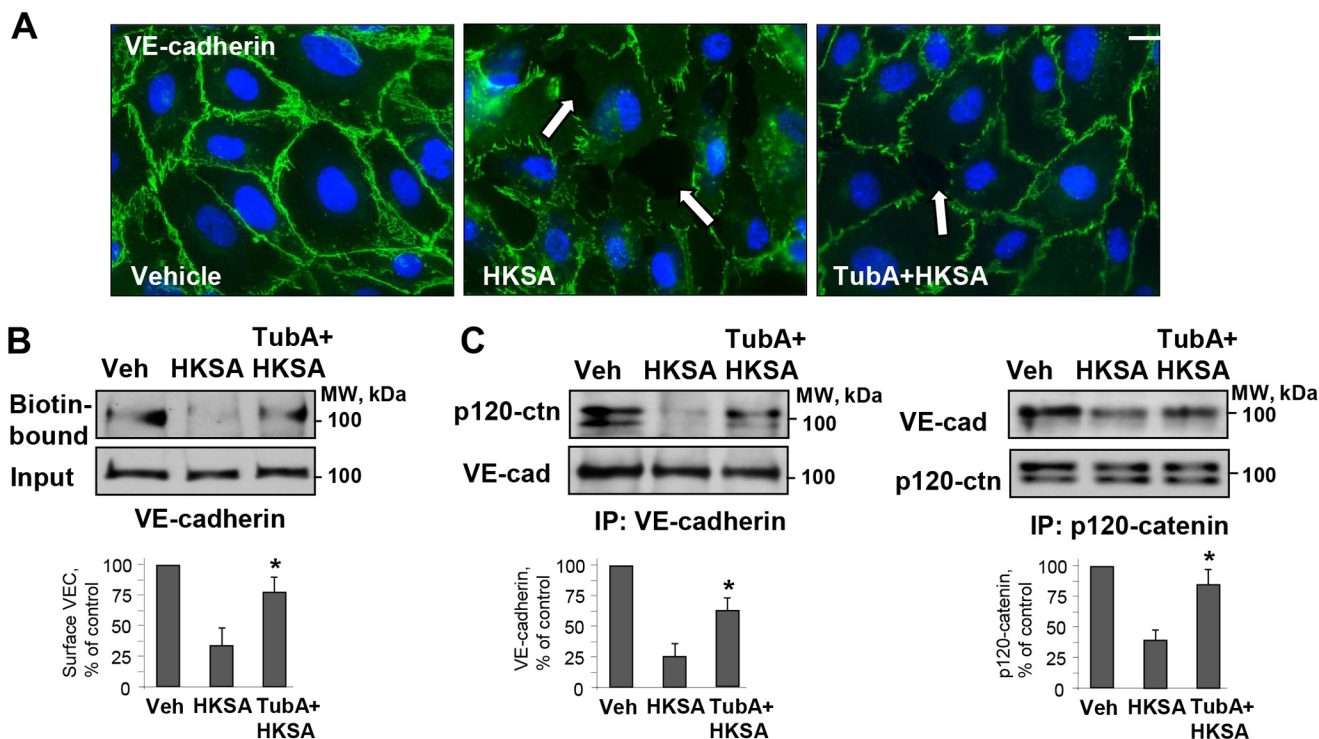 A
VE-cadherin
Vehicle
HKSA
TubA+HKSA
B
Veh
HKSA
TubA+
HKSA
MW, kDa
Biotin-
bound
100
Input
100
VE-cadherin
Surface VEC,
% of control
100
75
50
25
0
*
Veh
HKSA
TubA+
HKSA
C
Veh
HKSA
TubA+
HKSA
MW, kDa
p120-ctn
100
VE-cad
100
IP: VE-cadherin
VE-cadherin,
% of control
100
75
50
25
0
*
Veh
HKSA
TubA+
HKSA
Veh
HKSA
TubA+
HKSA
MW, kDa
VE-cad
100
p120-ctn
100
IP: p120-catenin
p120-catenin,
% of control
100
75
50
25
0
*
Veh
HKSA
TubA+
HKSA